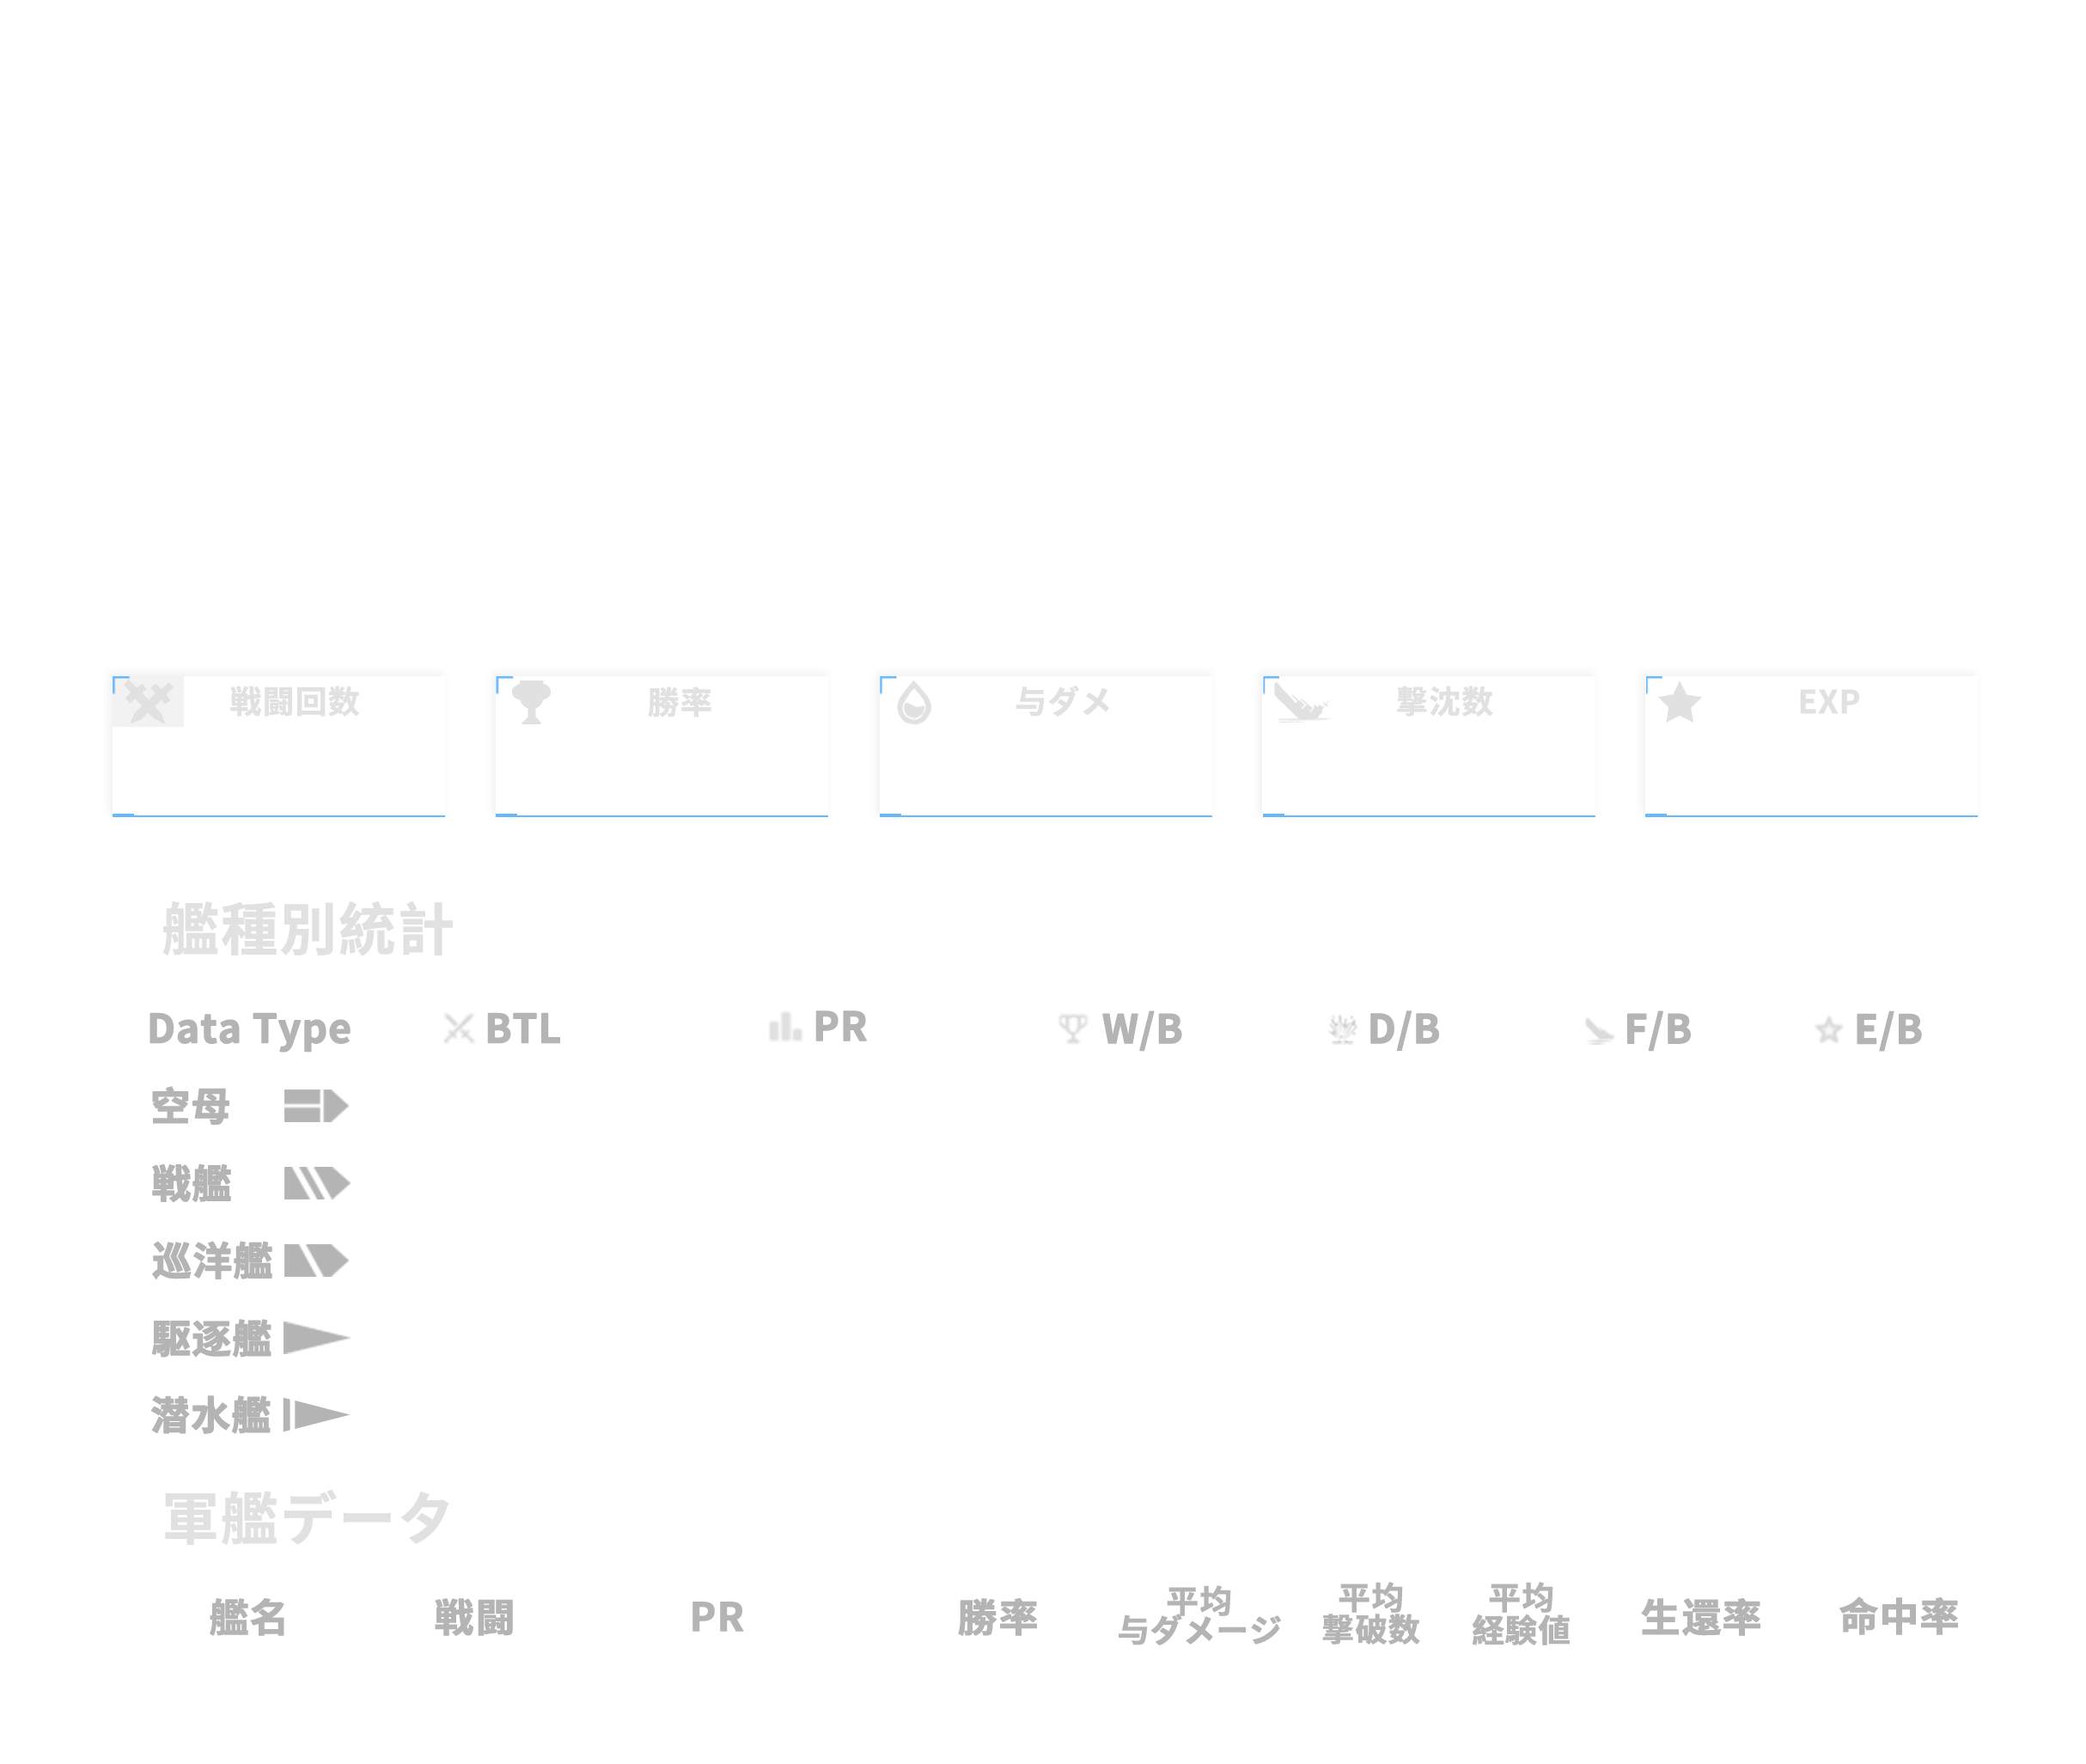 戦闘回数 勝率 与ダメ 撃沈数 EXP
艦種別統計
Data Type BTL PR W/B D/B F/B E/B
空母
戦艦
巡洋艦
駆逐艦
潜水艦
軍艦データ
艦名 戦闘 PR 勝率 平均 与ダメージ 平均 撃破数 平均 経験値 生還率 命中率